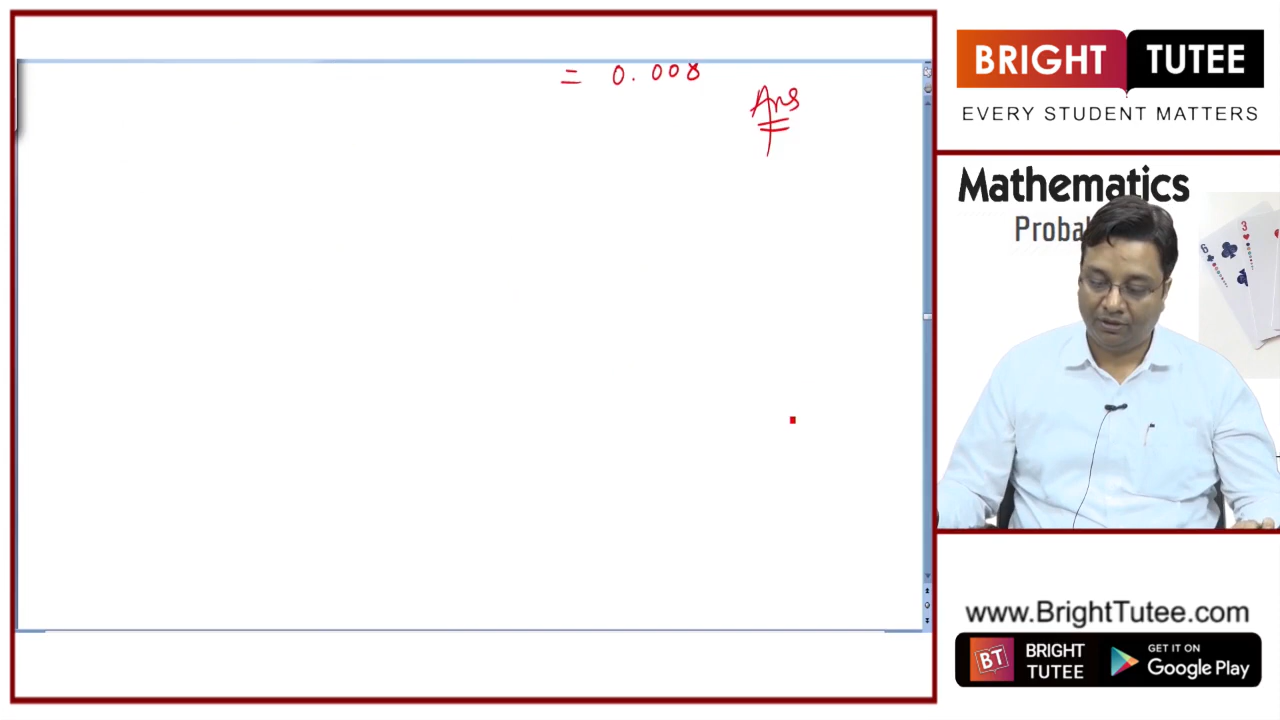 = 0.008
Ans
BRIGHT TUTEE
EVERY STUDENT MATTERS
Mathematics
Proba
www.BrightTutee.com
BT
BRIGHT
TUTEE
GET IT ON
Google Play